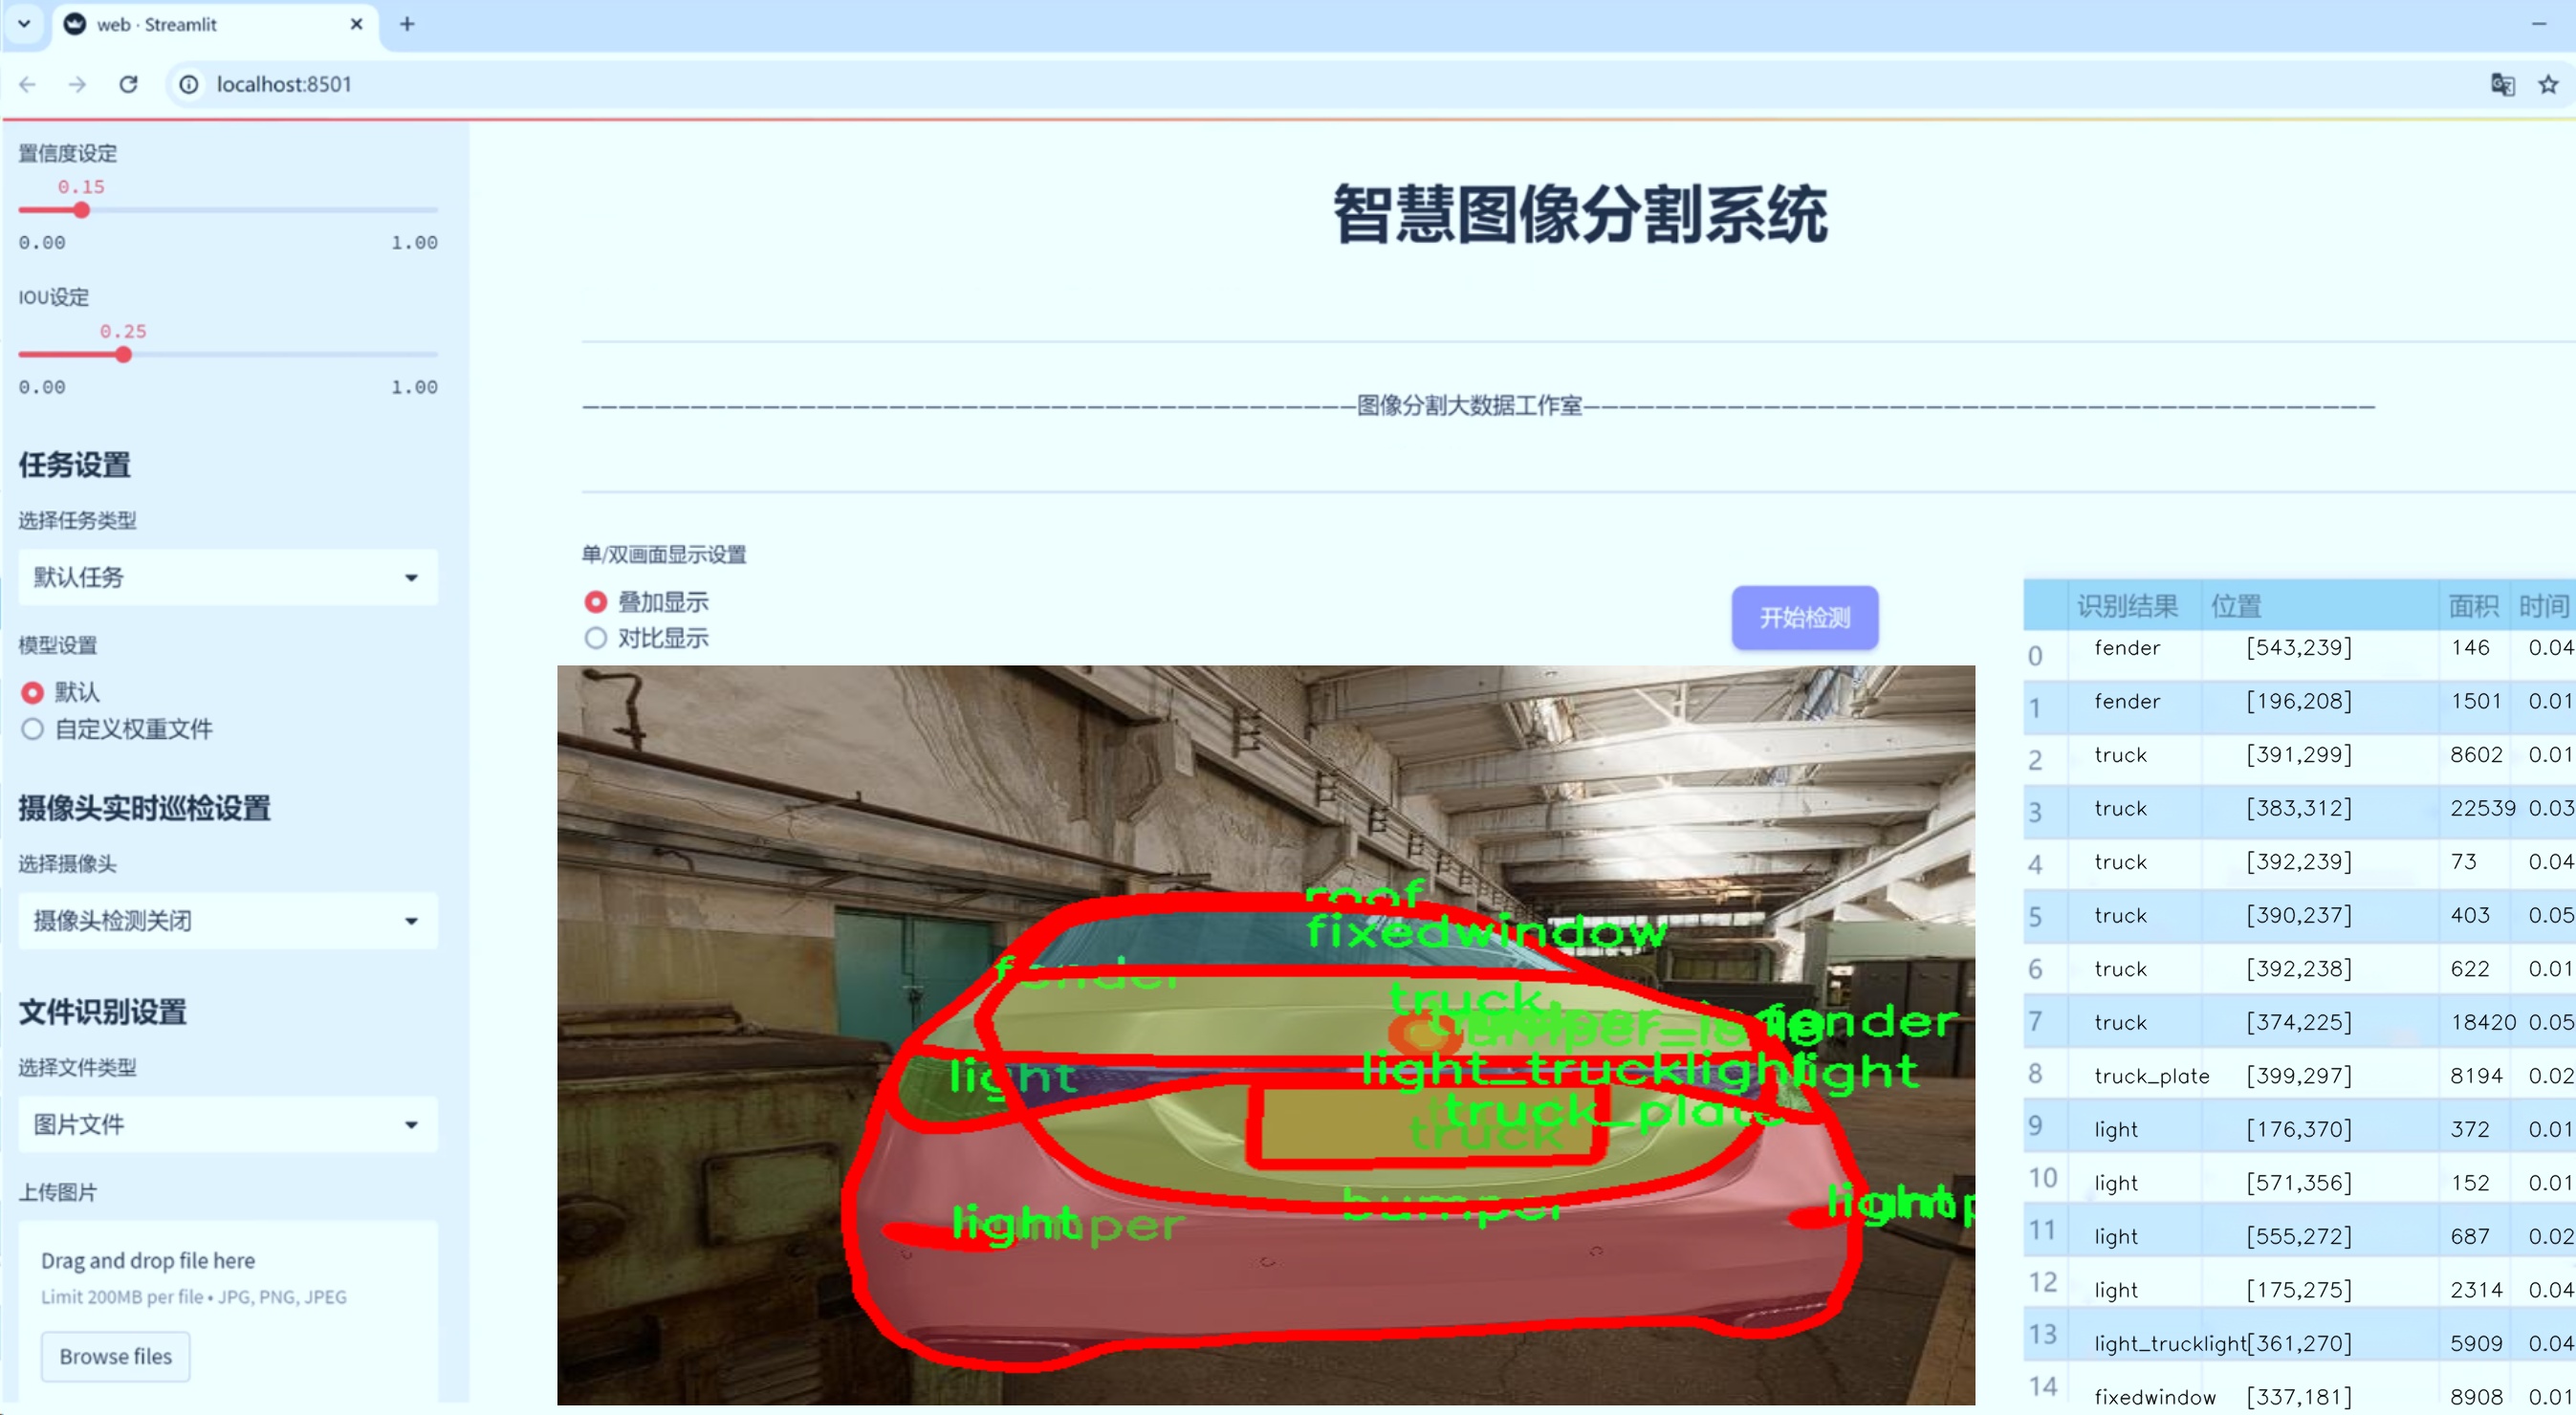 web · Streamlit
localhost:8501
置信度设定
0.15
0.00 1.00
IOU设定
0.25
0.00 1.00
任务设置
选择任务类型
默认任务
模型设置
默认
自定义权重文件
摄像头实时巡检设置
选择摄像头
摄像头检测关闭
文件识别设置
选择文件类型
图片文件
上传图片
Drag and drop file here
Limit 200MB per file • JPG, PNG, JPEG
Browse files
智慧图像分割系统
图像分割大数据工作室
单/双画面显示设置
叠加显示
对比显示
开始检测
roof
fixedwindow
fender
truck
fender
light
light_trucklight
light
truck_plate
truck
bumper
light
light
识别结果 位置 面积 时间
0 fender [543,239] 146 0.04
1 fender [196,208] 1501 0.01
2 truck [391,299] 8602 0.01
3 truck [383,312] 22539 0.03
4 truck [392,239] 73 0.04
5 truck [390,237] 403 0.05
6 truck [392,238] 622 0.01
7 truck [374,225] 18420 0.05
8 truck_plate [399,297] 8194 0.02
9 light [176,370] 372 0.01
10 light [571,356] 152 0.01
11 light [555,272] 687 0.02
12 light [175,275] 2314 0.04
13 light_trucklight [361,270] 5909 0.04
14 fixedwindow [337,181] 8908 0.01